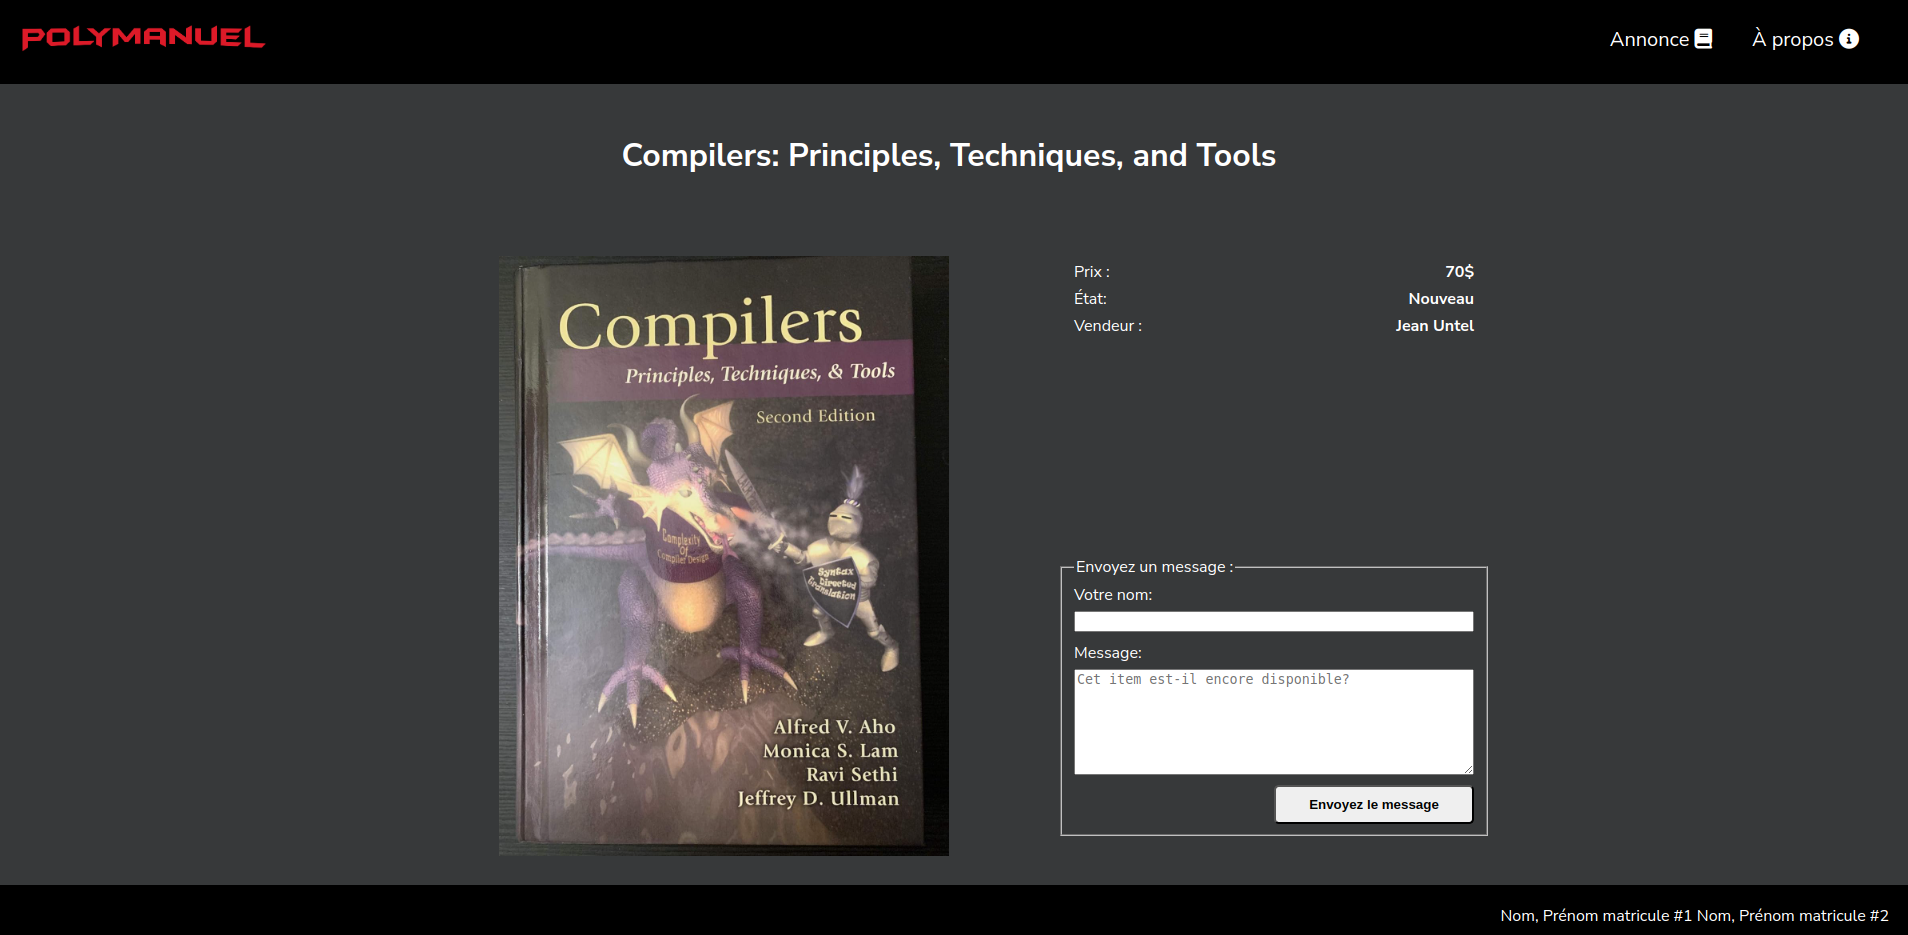 POLYMANUEL
Annonce
À propos
Compilers: Principles, Techniques, and Tools
Compilers
Principles, Techniques, & Tools
Second Edition
Complexity
Of
Compiler Design
Syntax
Directed
Translation
Alfred V. Aho
Monica S. Lam
Ravi Sethi
Jeffrey D. Ullman
Prix : 70$
État: Nouveau
Vendeur : Jean Untel
Envoyez un message :
Votre nom:
Message:
Cet item est-il encore disponible?
Envoyez le message
Nom, Prénom matricule #1 Nom, Prénom matricule #2